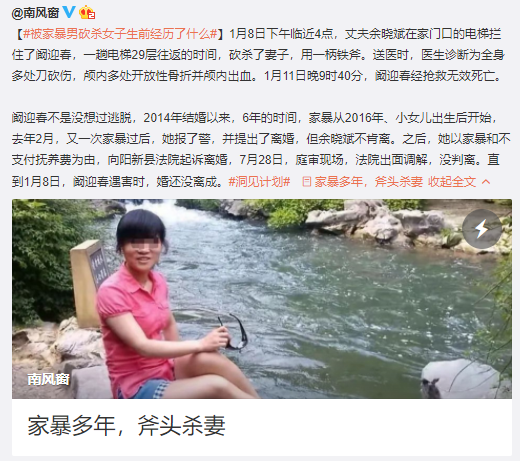 @南风窗
【#被家暴男砍杀女子生前经历了什么#】1月8日下午临近4点，丈夫余晓斌在家门口的电梯拦
住了阚迎春，一趟电梯29层往返的时间，砍杀了妻子，用一柄铁斧。送医时，医生诊断为全身
多处刀砍伤，颅内多处开放性骨折并颅内出血。1月11日晚9时40分，阚迎春经抢救无效死亡。
阚迎春不是没想过逃脱，2014年结婚以来，6年的时间，家暴从2016年、小女儿出生后开始，
去年2月，又一次家暴过后，她报了警，并提出了离婚，但余晓斌不肯离。之后，她以家暴和不
支付抚养费为由，向阳新县法院起诉离婚，7月28日，庭审现场，法院出面调解，没判离。直
到1月8日，阚迎春遇害时，婚还没离成。#洞见计划# 家暴多年，斧头杀妻 收起全文
南风窗
家暴多年，斧头杀妻